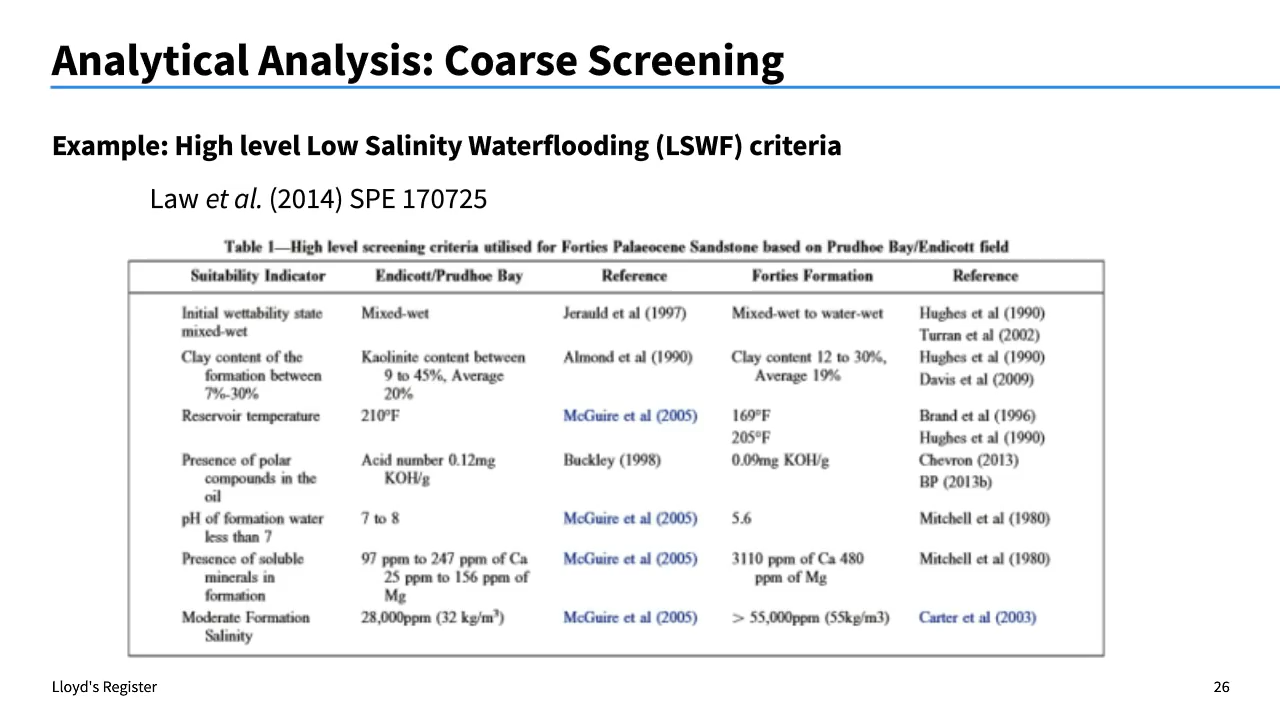 Analytical Analysis: Coarse Screening
Example: High level Low Salinity Waterflooding (LSWF) criteria
Law et al. (2014) SPE 170725
Table 1—High level screening criteria utilised for Forties Palaeocene Sandstone based on Prudhoe Bay/Endicott field
Suitability Indicator Endicott/Prudhoe Bay Reference Forties Formation Reference
Initial wettability state Mixed-wet Jerauld et al (1997) Mixed-wet to water-wet Hughes et al (1990)
mixed-wet Turran et al (2002)
Clay content of the Kaolinite content between Almond et al (1990) Clay content 12 to 30%, Hughes et al (1990)
formation between 9 to 45%, Average Average 19% Davis et al (2009)
7%-30% 20%
Reservoir temperature 210°F McGuire et al (2005) 169°F Brand et al (1996)
205°F Hughes et al (1990)
Presence of polar Acid number 0.12mg Buckley (1998) 0.09mg KOH/g Chevron (2013)
compounds in the KOH/g BP (2013b)
oil
pH of formation water 7 to 8 McGuire et al (2005) 5.6 Mitchell et al (1980)
less than 7
Presence of soluble 97 ppm to 247 ppm of Ca McGuire et al (2005) 3110 ppm of Ca 480 Mitchell et al (1980)
minerals in 25 ppm to 156 ppm of ppm of Mg
formation Mg
Moderate Formation 28,000ppm (32 kg/m³) McGuire et al (2005) > 55,000ppm (55kg/m3) Carter et al (2003)
Salinity
Lloyd's Register 26